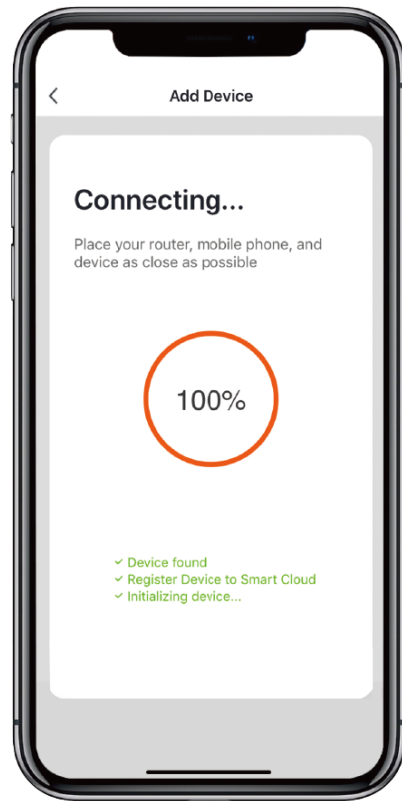 Add Device
Connecting...
Place your router, mobile phone, and
device as close as possible
100%
Device found
Register Device to Smart Cloud
Initializing device...